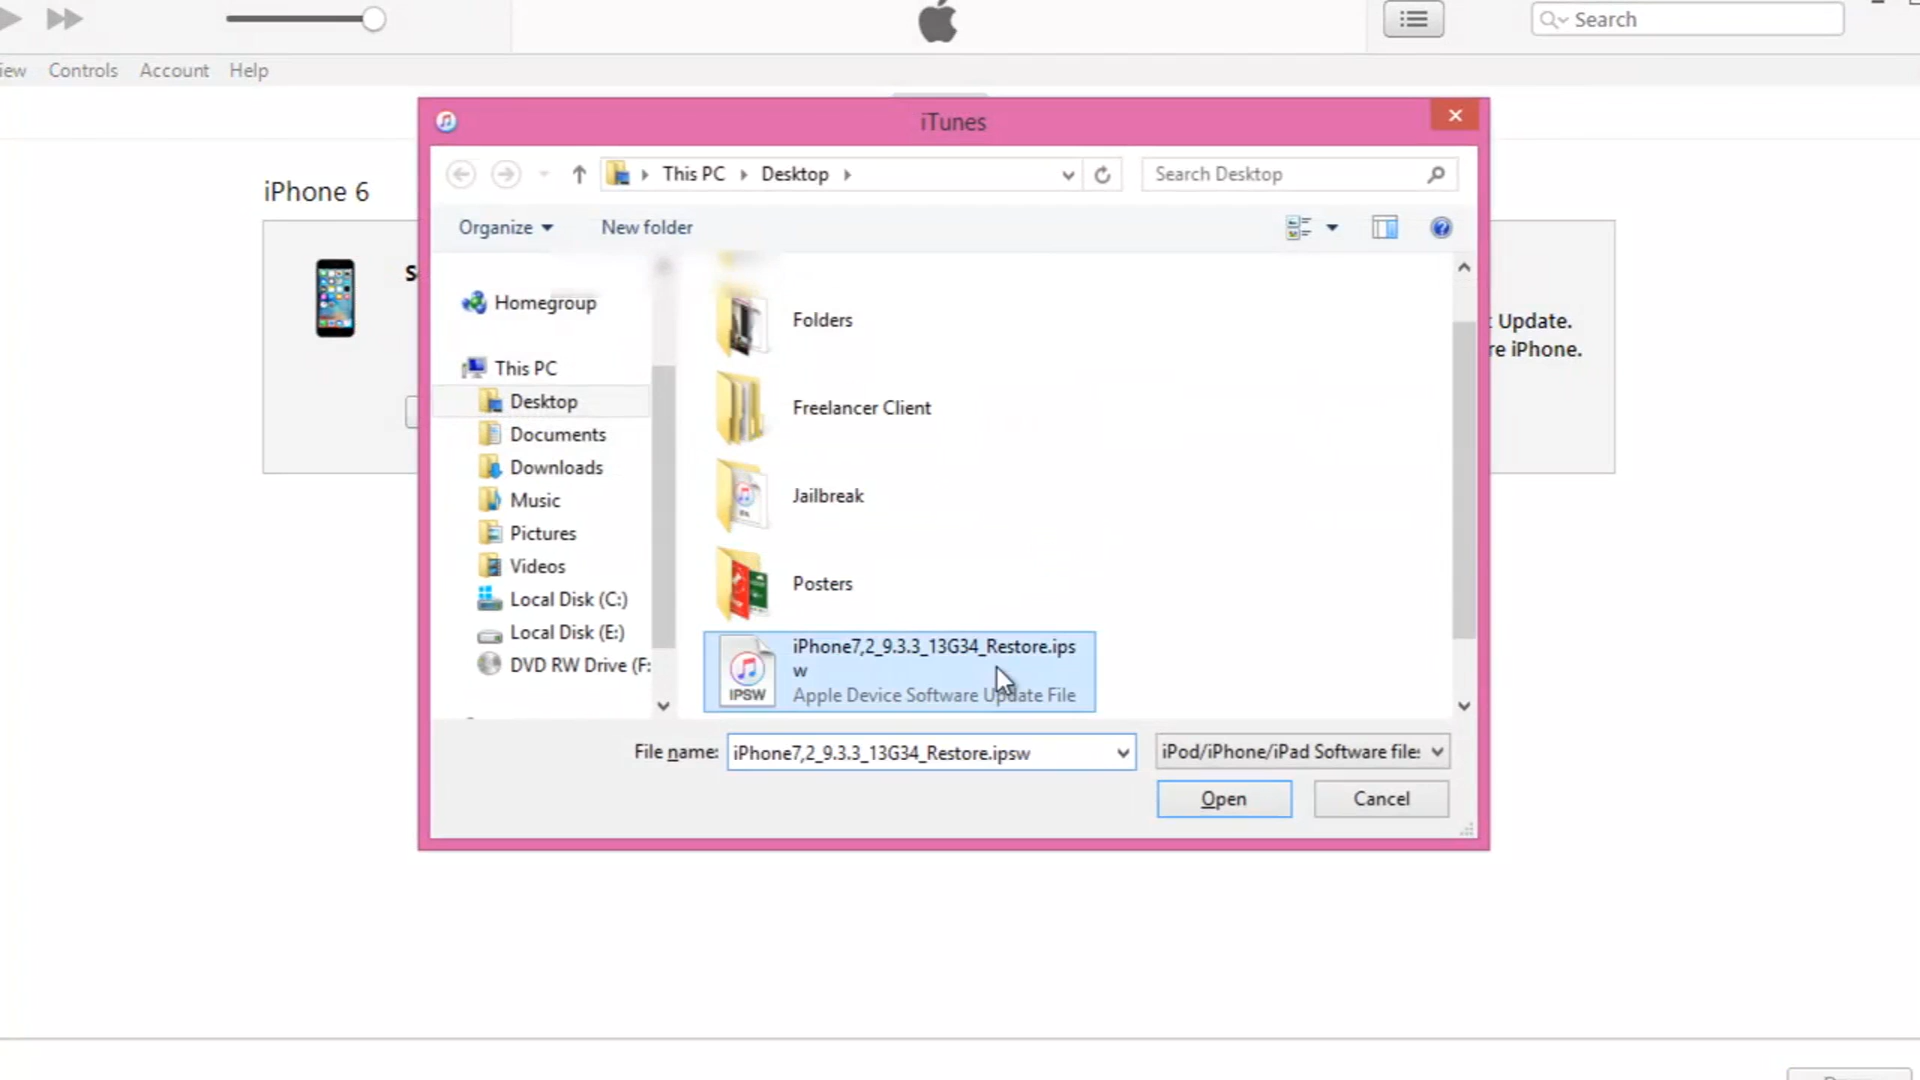 Search
Controls Account Help
iTunes
This PC Desktop
Search Desktop
iPhone 6
Organize New folder
Homegroup
This PC
Desktop
Documents
Downloads
Music
Pictures
Videos
Local Disk (C:)
Local Disk (E:)
DVD RW Drive (F:
Folders
Freelancer Client
Jailbreak
Posters
iPhone7,2_9.3.3_13G34_Restore.ips
w
Apple Device Software Update File
IPSW
Update.
iPhone.
File name: iPhone7,2_9.3.3_13G34_Restore.ipsw
iPod/iPhone/iPad Software file
Open Cancel